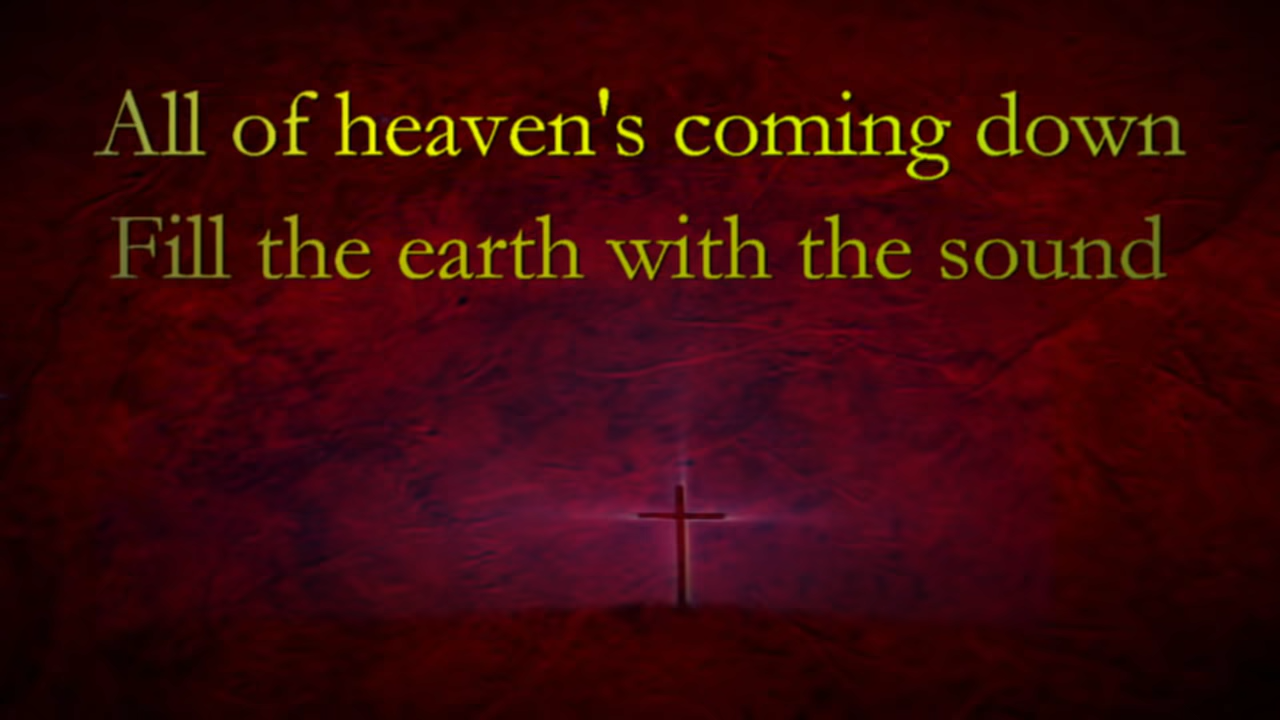 All of heaven's coming down
Fill the earth with the sound